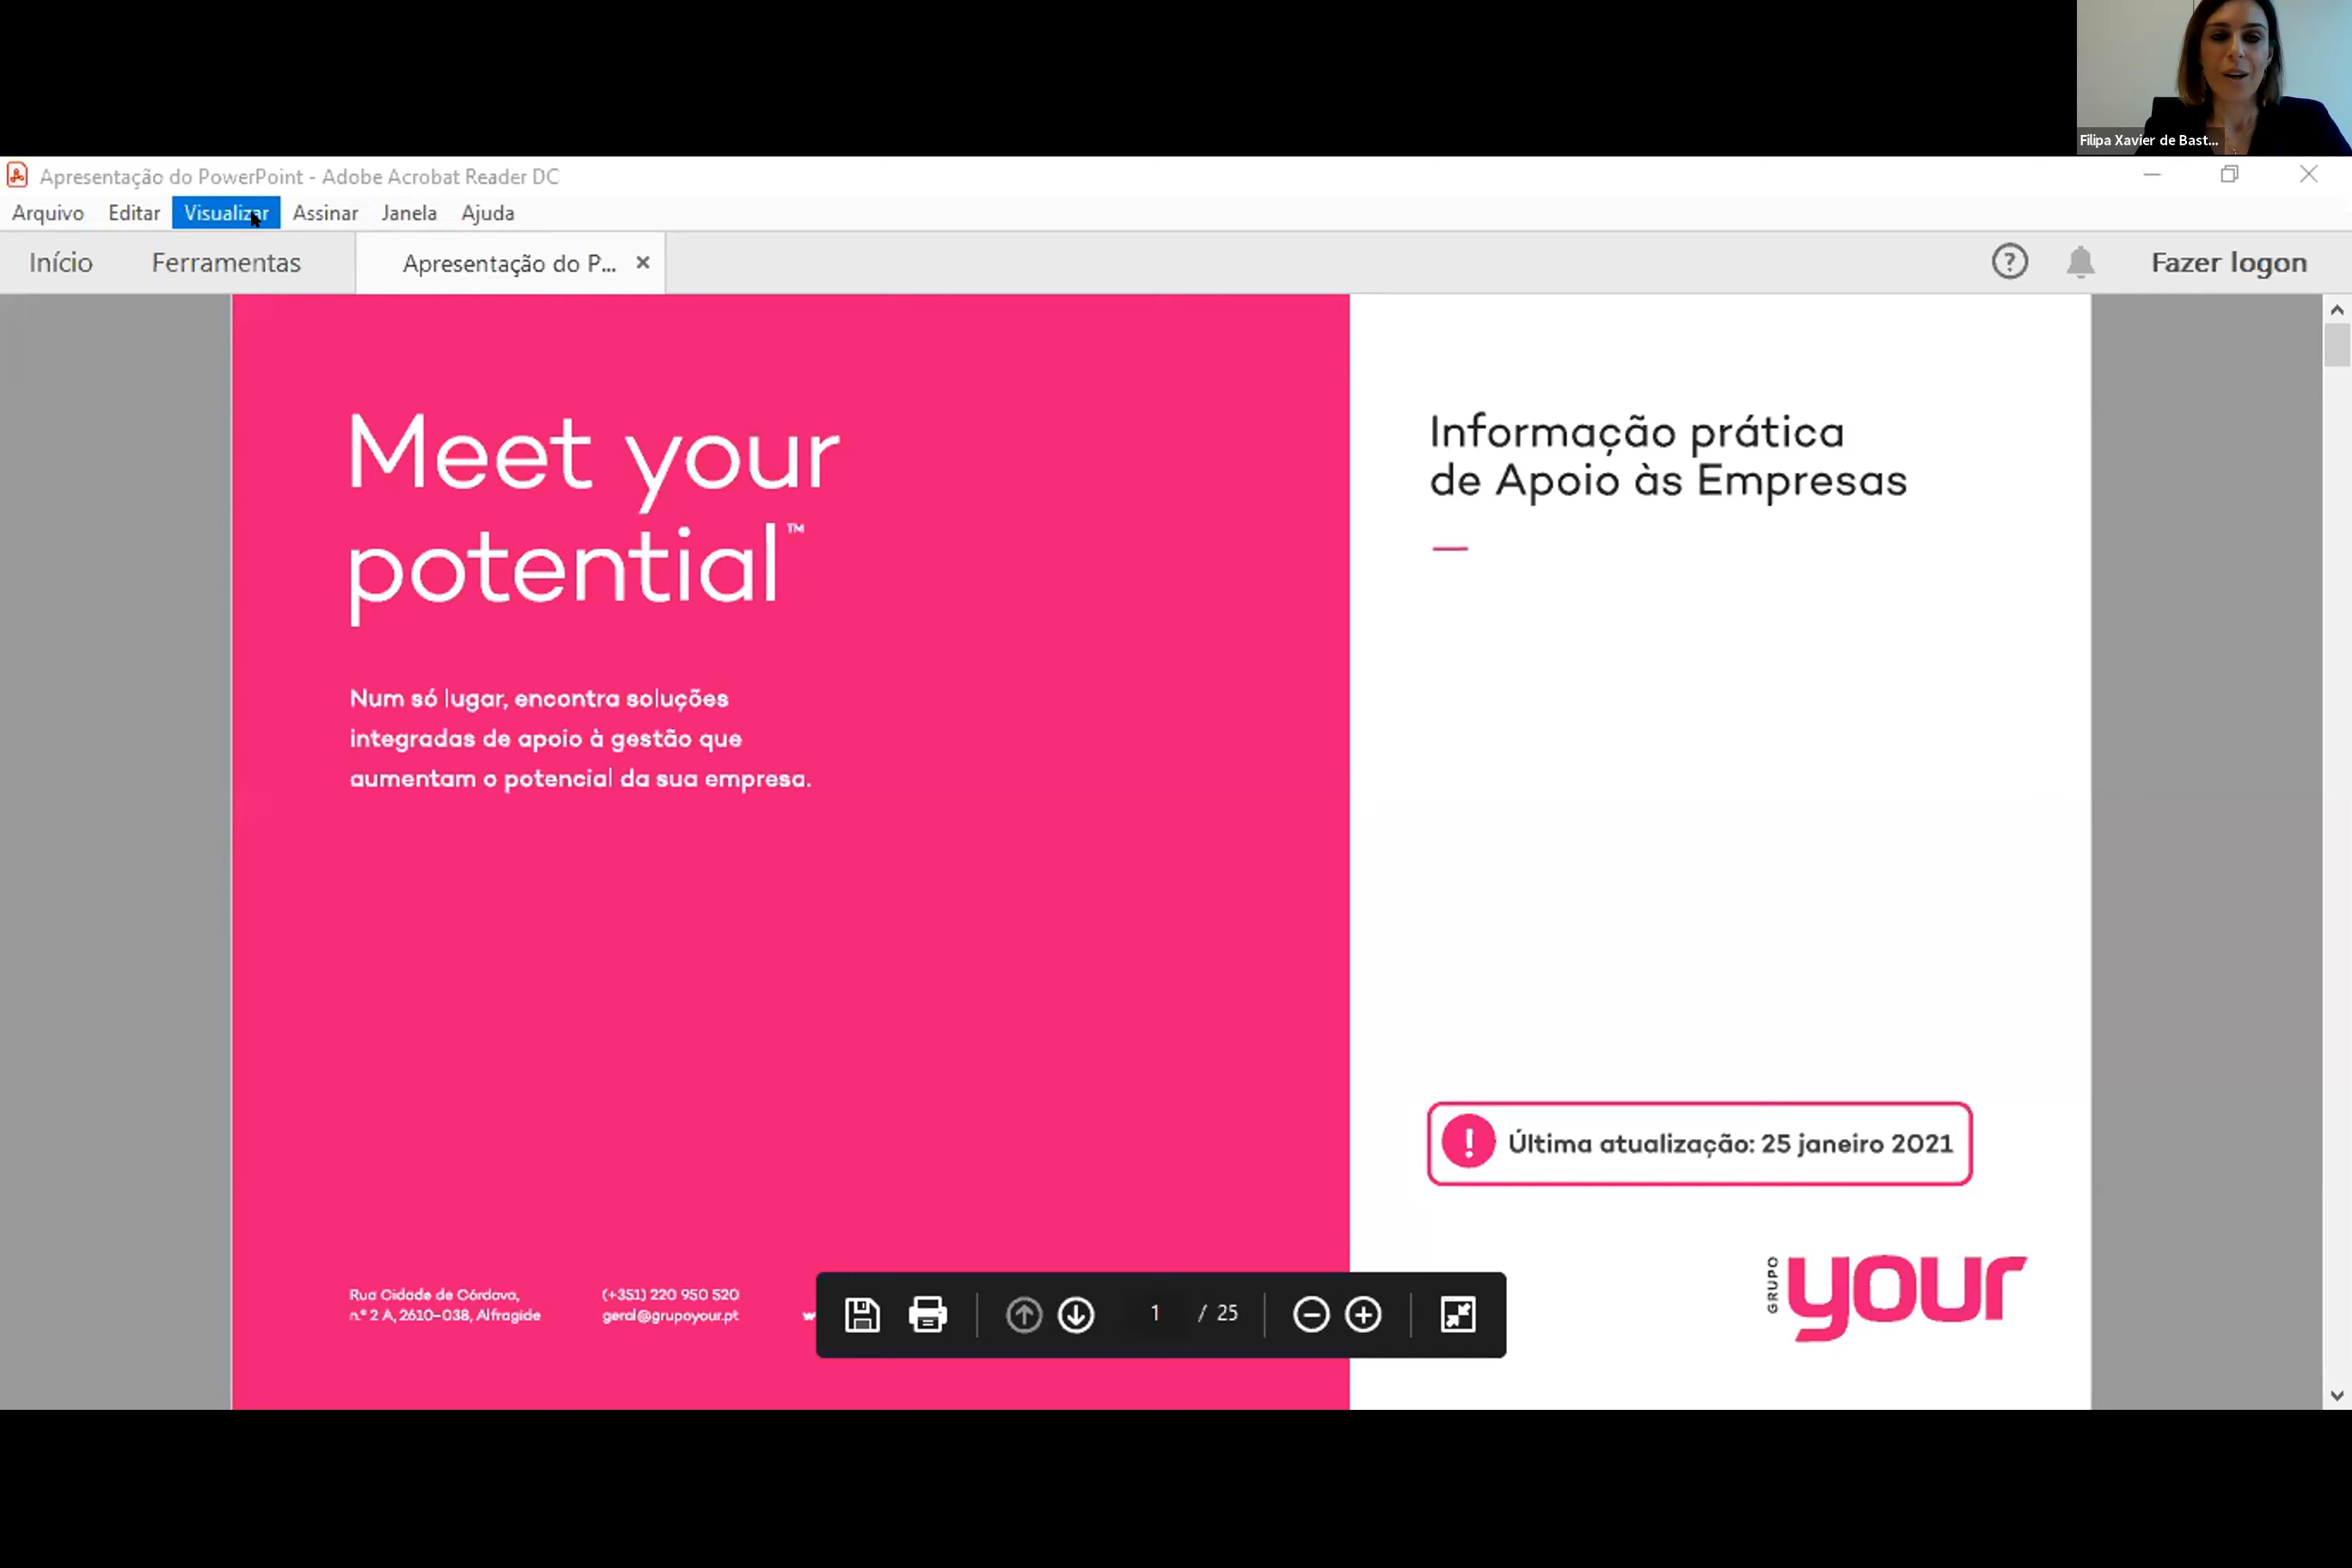 Filipa Xavier de Bast...
Apresentação do PowerPoint - Adobe Acrobat Reader DC
Arquivo Editar Visualizar Assinar Janela Ajuda
Início Ferramentas Apresentação do P... Fazer logon
Meet your
potential™
Num só lugar, encontra soluções
integradas de apoio à gestão que
aumentam o potencial da sua empresa.
Rua Cidade de Córdova,
n.º 2 A, 2610-038, Alfragide
(+351) 220 950 520
geral@grupoyour.pt
Informação prática
de Apoio às Empresas
Última atualização: 25 janeiro 2021
GRUPO
your
1 / 25